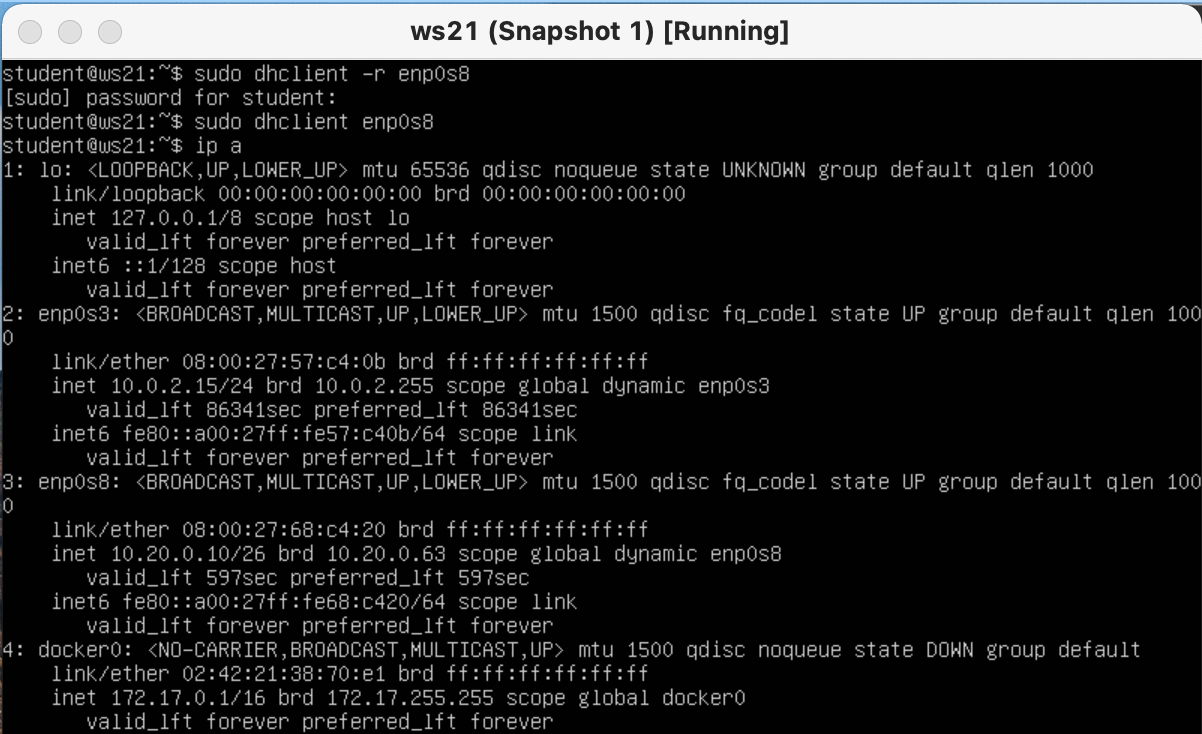 ws21 (Snapshot 1) [Running]
student@ws21:~$ sudo dhclient -r enp0s8
[sudo] password for student:
student@ws21:~$ sudo dhclient enp0s8
student@ws21:~$ ip a
1: lo: <LOOPBACK,UP,LOWER_UP> mtu 65536 qdisc noqueue state UNKNOWN group default qlen 1000
    link/loopback 00:00:00:00:00:00 brd 00:00:00:00:00:00
    inet 127.0.0.1/8 scope host lo
       valid_lft forever preferred_lft forever
    inet6 ::1/128 scope host
       valid_lft forever preferred_lft forever
2: enp0s3: <BROADCAST,MULTICAST,UP,LOWER_UP> mtu 1500 qdisc fq_codel state UP group default qlen 100
0
    link/ether 08:00:27:57:c4:0b brd ff:ff:ff:ff:ff:ff
    inet 10.0.2.15/24 brd 10.0.2.255 scope global dynamic enp0s3
       valid_lft 86341sec preferred_lft 86341sec
    inet6 fe80::a00:27ff:fe57:c40b/64 scope link
       valid_lft forever preferred_lft forever
3: enp0s8: <BROADCAST,MULTICAST,UP,LOWER_UP> mtu 1500 qdisc fq_codel state UP group default qlen 100
0
    link/ether 08:00:27:68:c4:20 brd ff:ff:ff:ff:ff:ff
    inet 10.20.0.10/26 brd 10.20.0.63 scope global dynamic enp0s8
       valid_lft 597sec preferred_lft 597sec
    inet6 fe80::a00:27ff:fe68:c420/64 scope link
       valid_lft forever preferred_lft forever
4: docker0: <NO-CARRIER,BROADCAST,MULTICAST,UP> mtu 1500 qdisc noqueue state DOWN group default
    link/ether 02:42:21:38:70:e1 brd ff:ff:ff:ff:ff:ff
    inet 172.17.0.1/16 brd 172.17.255.255 scope global docker0
       valid_lft forever preferred_lft forever